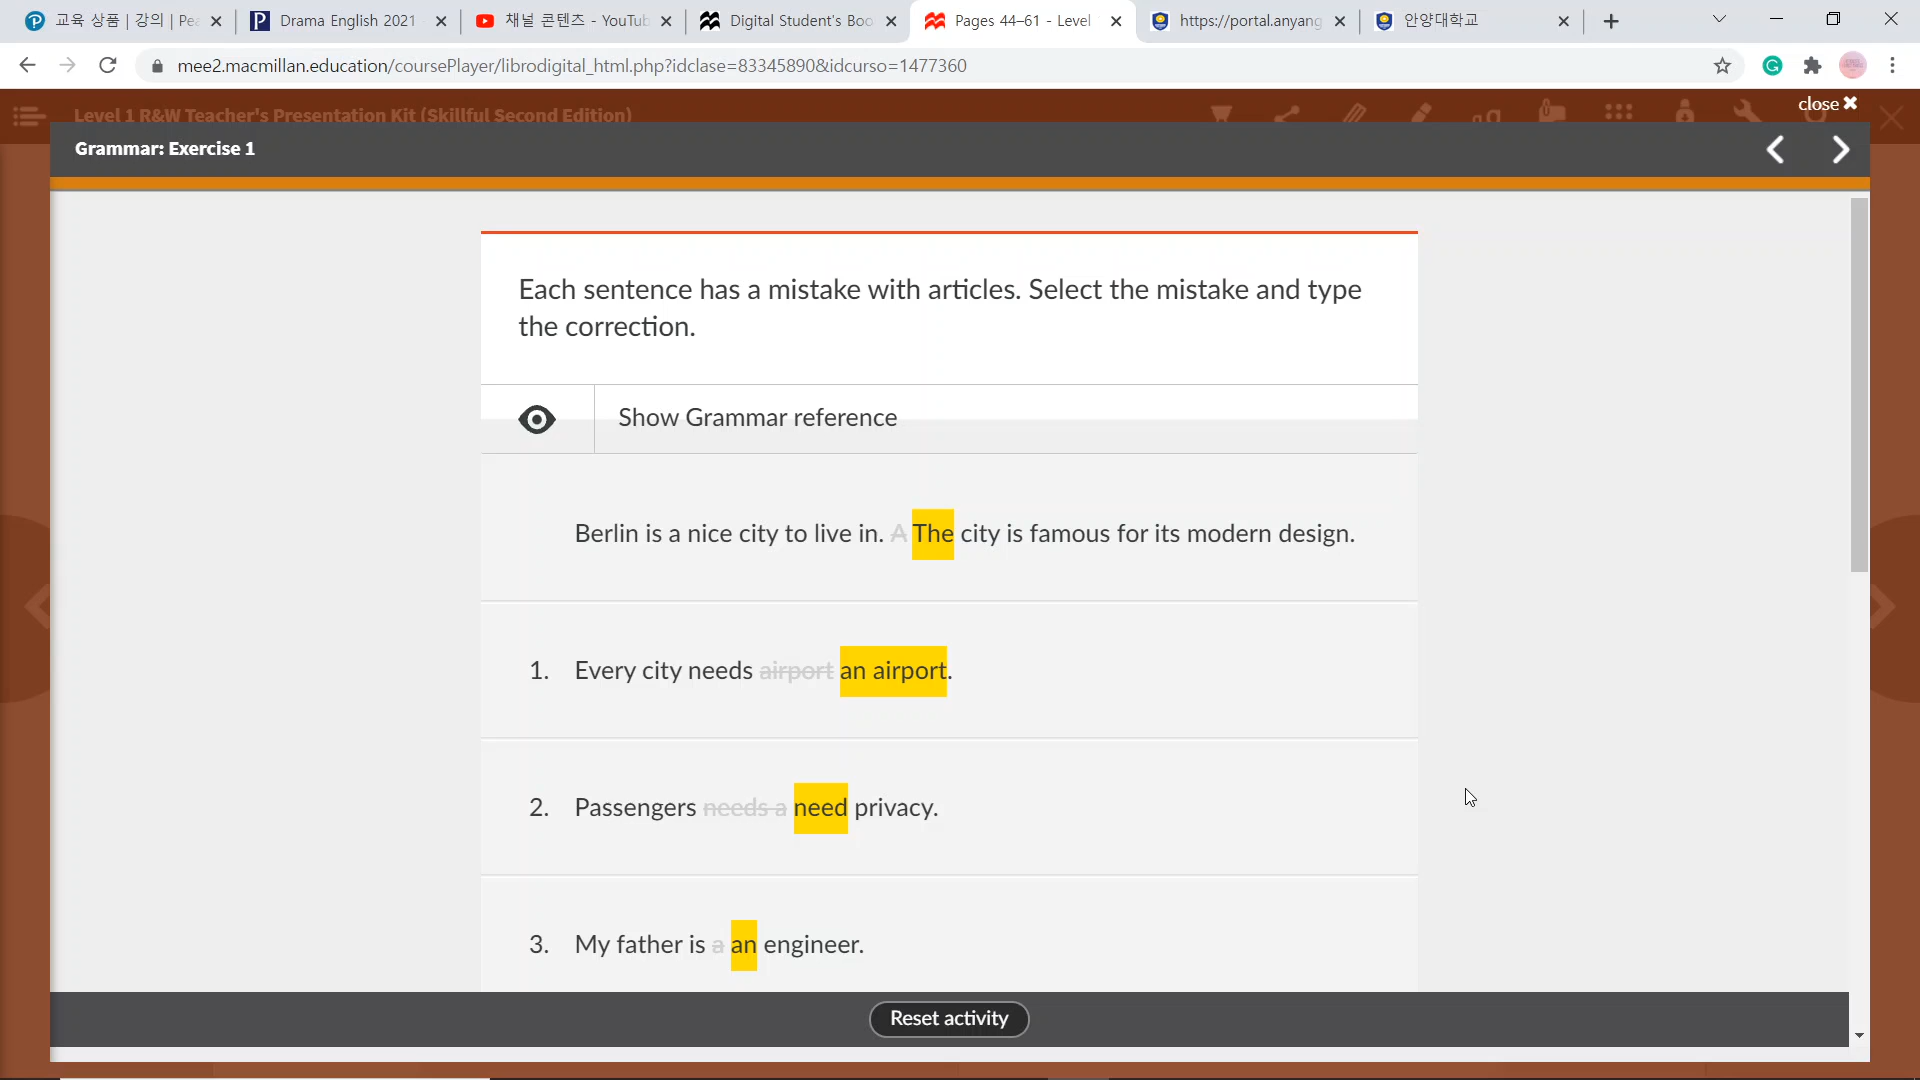 교육 상품 | 강의 | Pea
Drama English 2021
채널 콘텐츠 - YouTub
Digital Student's Boo
Pages 44–61 - Level
https://portal.anyang
안양대학교
mee2.macmillan.education/coursePlayer/librodigital_html.php?idclase=83345890&idcurso=1477360
Level 1 R&W Teacher's Presentation Kit (Skillful Second Edition)
close
Grammar: Exercise 1
Each sentence has a mistake with articles. Select the mistake and type
the correction.
Show Grammar reference
Berlin is a nice city to live in. A The city is famous for its modern design.
1. Every city needs airport an airport.
2. Passengers needs a need privacy.
3. My father is a an engineer.
Reset activity